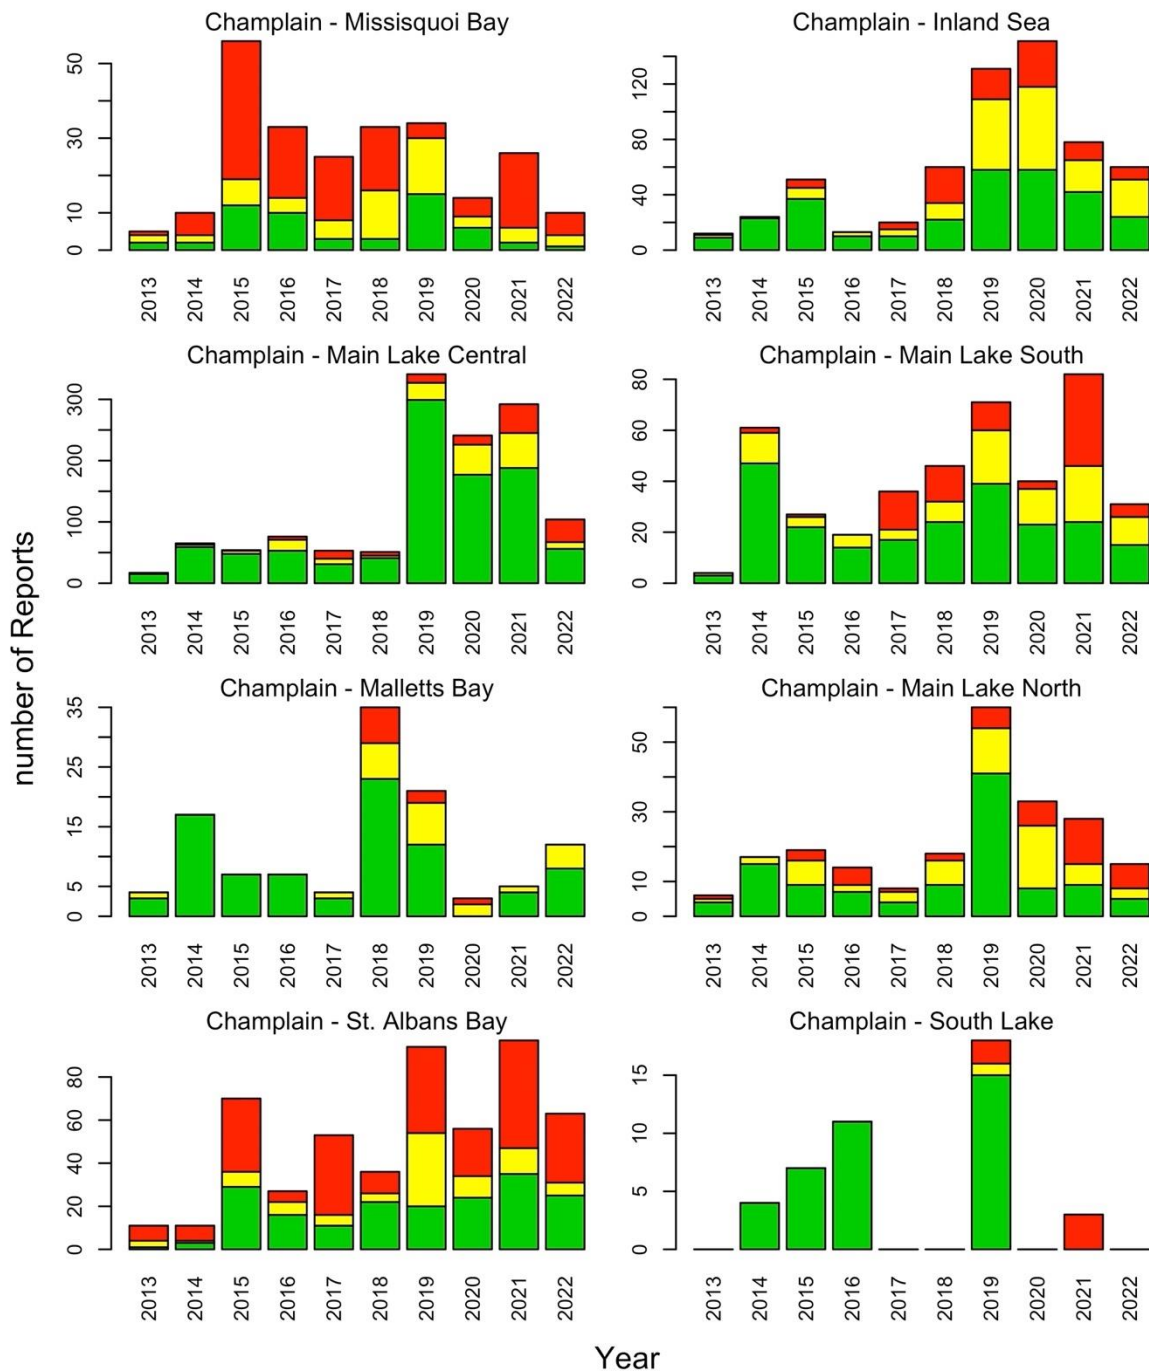 Champlain - Missisquoi Bay
0 10 30 50
2013 2014 2015 2016 2017 2018 2019 2020 2021 2022
Champlain - Inland Sea
0 40 80 120
2013 2014 2015 2016 2017 2018 2019 2020 2021 2022
Champlain - Main Lake Central
0 100 200 300
2013 2014 2015 2016 2017 2018 2019 2020 2021 2022
Champlain - Main Lake South
0 20 40 60 80
2013 2014 2015 2016 2017 2018 2019 2020 2021 2022
number of Reports
Champlain - Malletts Bay
0 5 15 25 35
2013 2014 2015 2016 2017 2018 2019 2020 2021 2022
Champlain - Main Lake North
0 10 30 50
2013 2014 2015 2016 2017 2018 2019 2020 2021 2022
Champlain - St. Albans Bay
0 20 40 60 80
2013 2014 2015 2016 2017 2018 2019 2020 2021 2022
Champlain - South Lake
0 5 10 15
2013 2014 2015 2016 2017 2018 2019 2020 2021 2022
Year